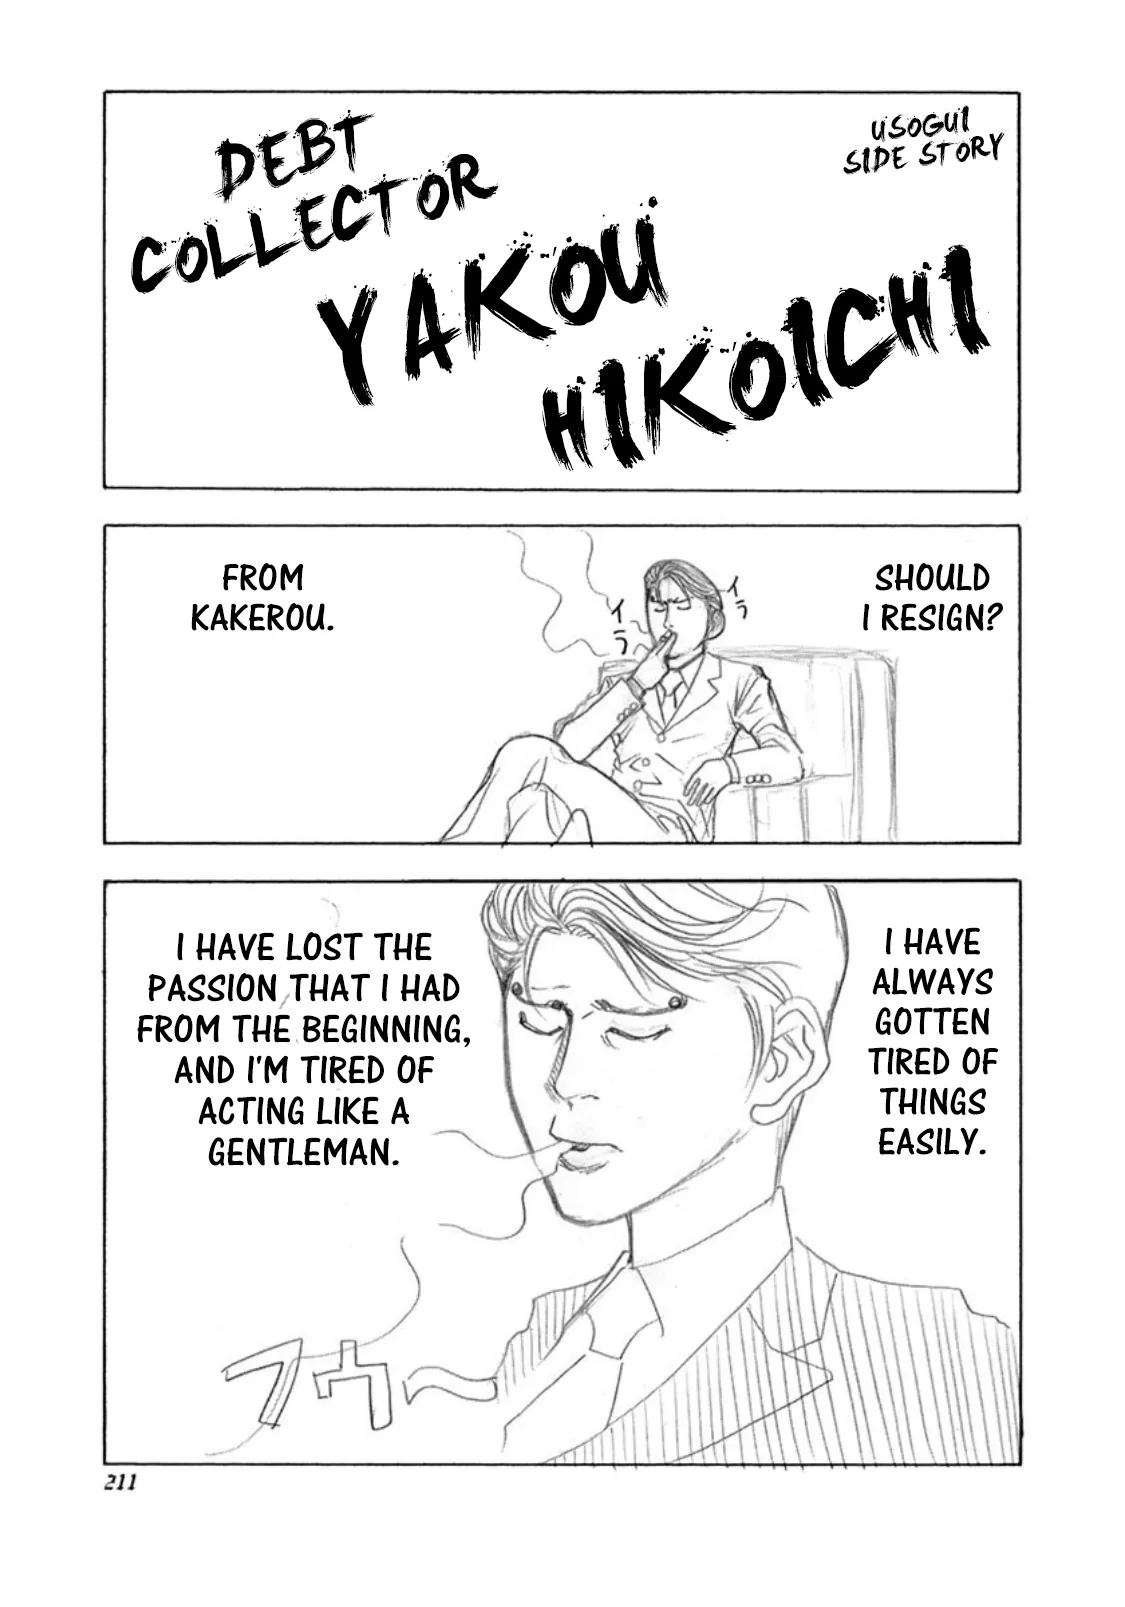 USOGUI
SIDE STORY
DEBT
COLLECTOR
YAKOU
HIKOICHI
SHOULD
I RESIGN?
イラ
イラ
FROM
KAKEROU.
I HAVE
ALWAYS
GOTTEN
TIRED OF
THINGS
EASILY.
I HAVE LOST THE
PASSION THAT I HAD
FROM THE BEGINNING,
AND I'M TIRED OF
ACTING LIKE A
GENTLEMAN.
フウ〜
211